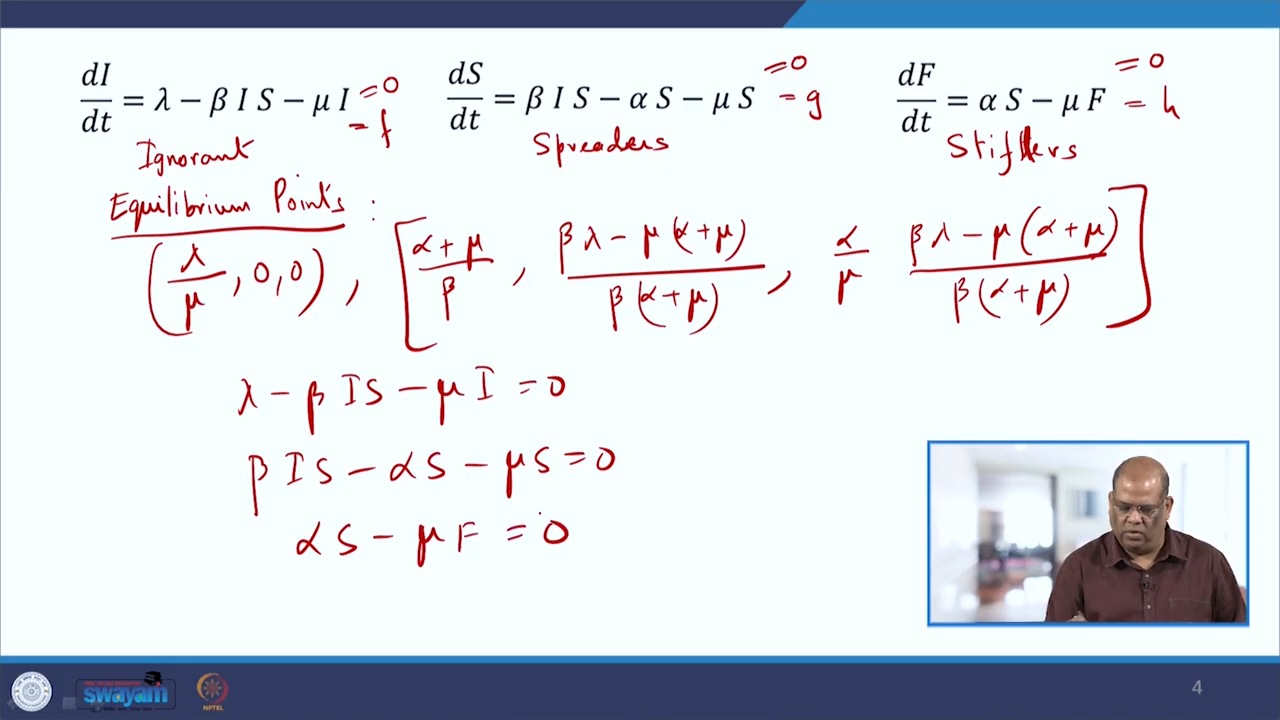 dI/dt = λ − β I S − μ I = 0 = f
dS/dt = β I S − α S − μ S = 0 = g
dF/dt = α S − μ F = 0 = h
Ignorant
Spreaders
Stiflers
Equilibrium Points :
(λ/μ, 0, 0), [(α + μ)/β, (βλ − μ(α + μ))/(β(α + μ)), α/μ (βλ − μ(α + μ))/(β(α + μ))]
λ − β I S − μ I = 0
β I S − α S − μ S = 0
α S − μ F = 0
swayam
NPTEL
4